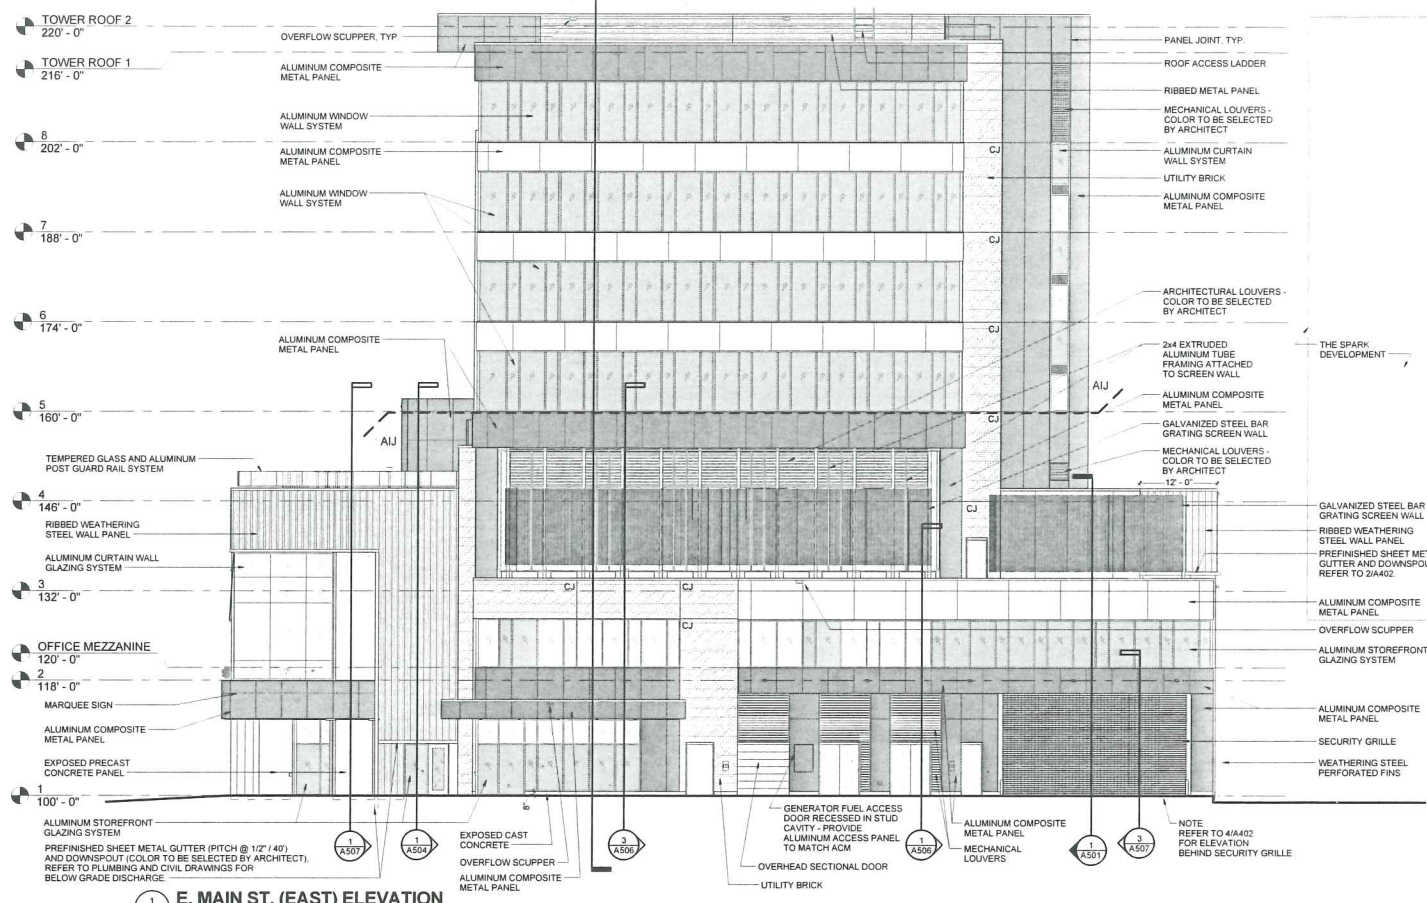 TOWER ROOF 2
220' - 0"
TOWER ROOF 1
216' - 0"
8
202' - 0"
7
188' - 0"
6
174' - 0"
5
160' - 0"
4
146' - 0"
3
132' - 0"
OFFICE MEZZANINE
120' - 0"
2
118' - 0"
1
100' - 0"
OVERFLOW SCUPPER, TYP
ALUMINUM COMPOSITE
METAL PANEL
ALUMINUM WINDOW
WALL SYSTEM
ALUMINUM COMPOSITE
METAL PANEL
ALUMINUM WINDOW
WALL SYSTEM
ALUMINUM COMPOSITE
METAL PANEL
AIJ
TEMPERED GLASS AND ALUMINUM
POST GUARD RAIL SYSTEM
RIBBED WEATHERING
STEEL WALL PANEL
ALUMINUM CURTAIN WALL
GLAZING SYSTEM
MARQUEE SIGN
ALUMINUM COMPOSITE
METAL PANEL
EXPOSED PRECAST
CONCRETE PANEL
ALUMINUM STOREFRONT
GLAZING SYSTEM
PREFINISHED SHEET METAL GUTTER (PITCH @ 1/2" / 40')
AND DOWNSPOUT (COLOR TO BE SELECTED BY ARCHITECT),
REFER TO PLUMBING AND CIVIL DRAWINGS FOR
BELOW GRADE DISCHARGE.
CJ
CJ
CJ
CJ
CJ
CJ
CJ
CJ
PANEL JOINT, TYP.
ROOF ACCESS LADDER
RIBBED METAL PANEL
MECHANICAL LOUVERS -
COLOR TO BE SELECTED
BY ARCHITECT
ALUMINUM CURTAIN
WALL SYSTEM
UTILITY BRICK
ALUMINUM COMPOSITE
METAL PANEL
ARCHITECTURAL LOUVERS -
COLOR TO BE SELECTED
BY ARCHITECT
2x4 EXTRUDED
ALUMINUM TUBE
FRAMING ATTACHED
TO SCREEN WALL
AIJ
ALUMINUM COMPOSITE
METAL PANEL
GALVANIZED STEEL BAR
GRATING SCREEN WALL
MECHANICAL LOUVERS -
COLOR TO BE SELECTED
BY ARCHITECT
12' - 0"
THE SPARK
DEVELOPMENT
GALVANIZED STEEL BAR
GRATING SCREEN WALL
RIBBED WEATHERING
STEEL WALL PANEL
PREFINISHED SHEET MET
GUTTER AND DOWNSPOU
REFER TO 2/A402.
ALUMINUM COMPOSITE
METAL PANEL
OVERFLOW SCUPPER
ALUMINUM STOREFRONT
GLAZING SYSTEM
ALUMINUM COMPOSITE
METAL PANEL
SECURITY GRILLE
WEATHERING STEEL
PERFORATED FINS
1
A507
1
A504
EXPOSED CAST
CONCRETE
OVERFLOW SCUPPER
ALUMINUM COMPOSITE
METAL PANEL
3
A506
GENERATOR FUEL ACCESS
DOOR RECESSED IN STUD
CAVITY - PROVIDE
ALUMINUM ACCESS PANEL
TO MATCH ACM
OVERHEAD SECTIONAL DOOR
UTILITY BRICK
1
A506
ALUMINUM COMPOSITE
METAL PANEL
MECHANICAL
LOUVERS
1
A501
3
A507
NOTE
REFER TO 4/A402
FOR ELEVATION
BEHIND SECURITY GRILLE
1
E. MAIN ST. (EAST) ELEVATION